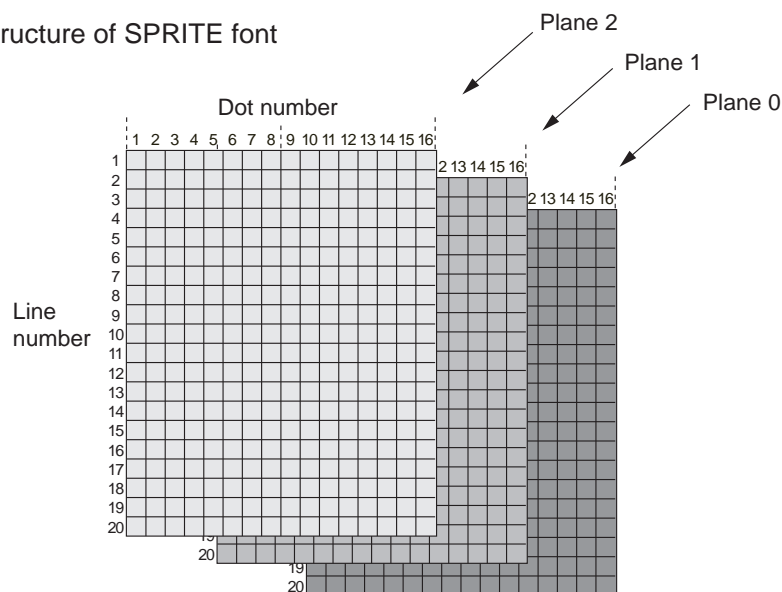 ructure of SPRITE font
Plane 2
Plane 1
Plane 0
Dot number
1 2 3 4 5 6 7 8 9 10 11 12 13 14 15 16
2 13 14 15 16
2 13 14 15 16
Line
number
1
2
3
4
5
6
7
8
9
10
11
12
13
14
15
16
17
18
19
20
19
20
19
20